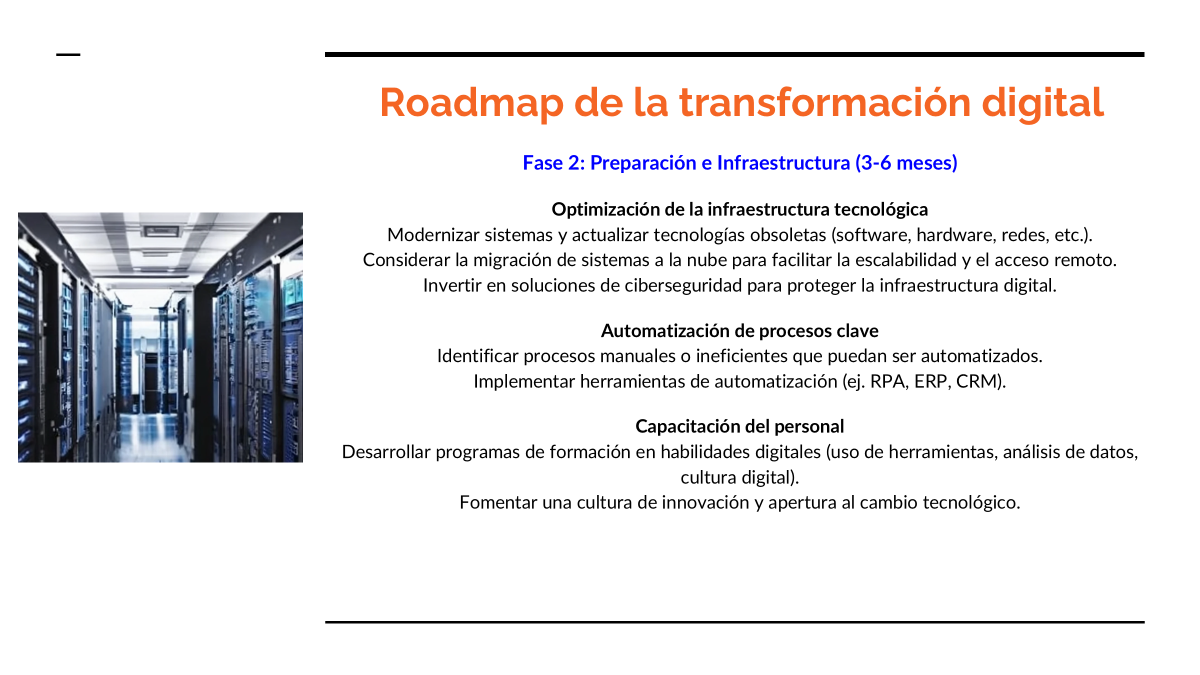 Roadmap de la transformación digital
Fase 2: Preparación e Infraestructura (3-6 meses)
Optimización de la infraestructura tecnológica
Modernizar sistemas y actualizar tecnologías obsoletas (software, hardware, redes, etc.).
Considerar la migración de sistemas a la nube para facilitar la escalabilidad y el acceso remoto.
Invertir en soluciones de ciberseguridad para proteger la infraestructura digital.
Automatización de procesos clave
Identificar procesos manuales o ineficientes que puedan ser automatizados.
Implementar herramientas de automatización (ej. RPA, ERP, CRM).
Capacitación del personal
Desarrollar programas de formación en habilidades digitales (uso de herramientas, análisis de datos,
cultura digital).
Fomentar una cultura de innovación y apertura al cambio tecnológico.